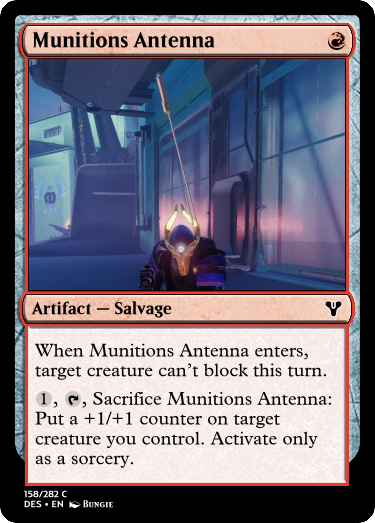 Munitions Antenna
Artifact — Salvage
When Munitions Antenna enters,
target creature can't block this turn.
1, , Sacrifice Munitions Antenna:
Put a +1/+1 counter on target
creature you control. Activate only
as a sorcery.
158/282 C
DES • EN Bungie